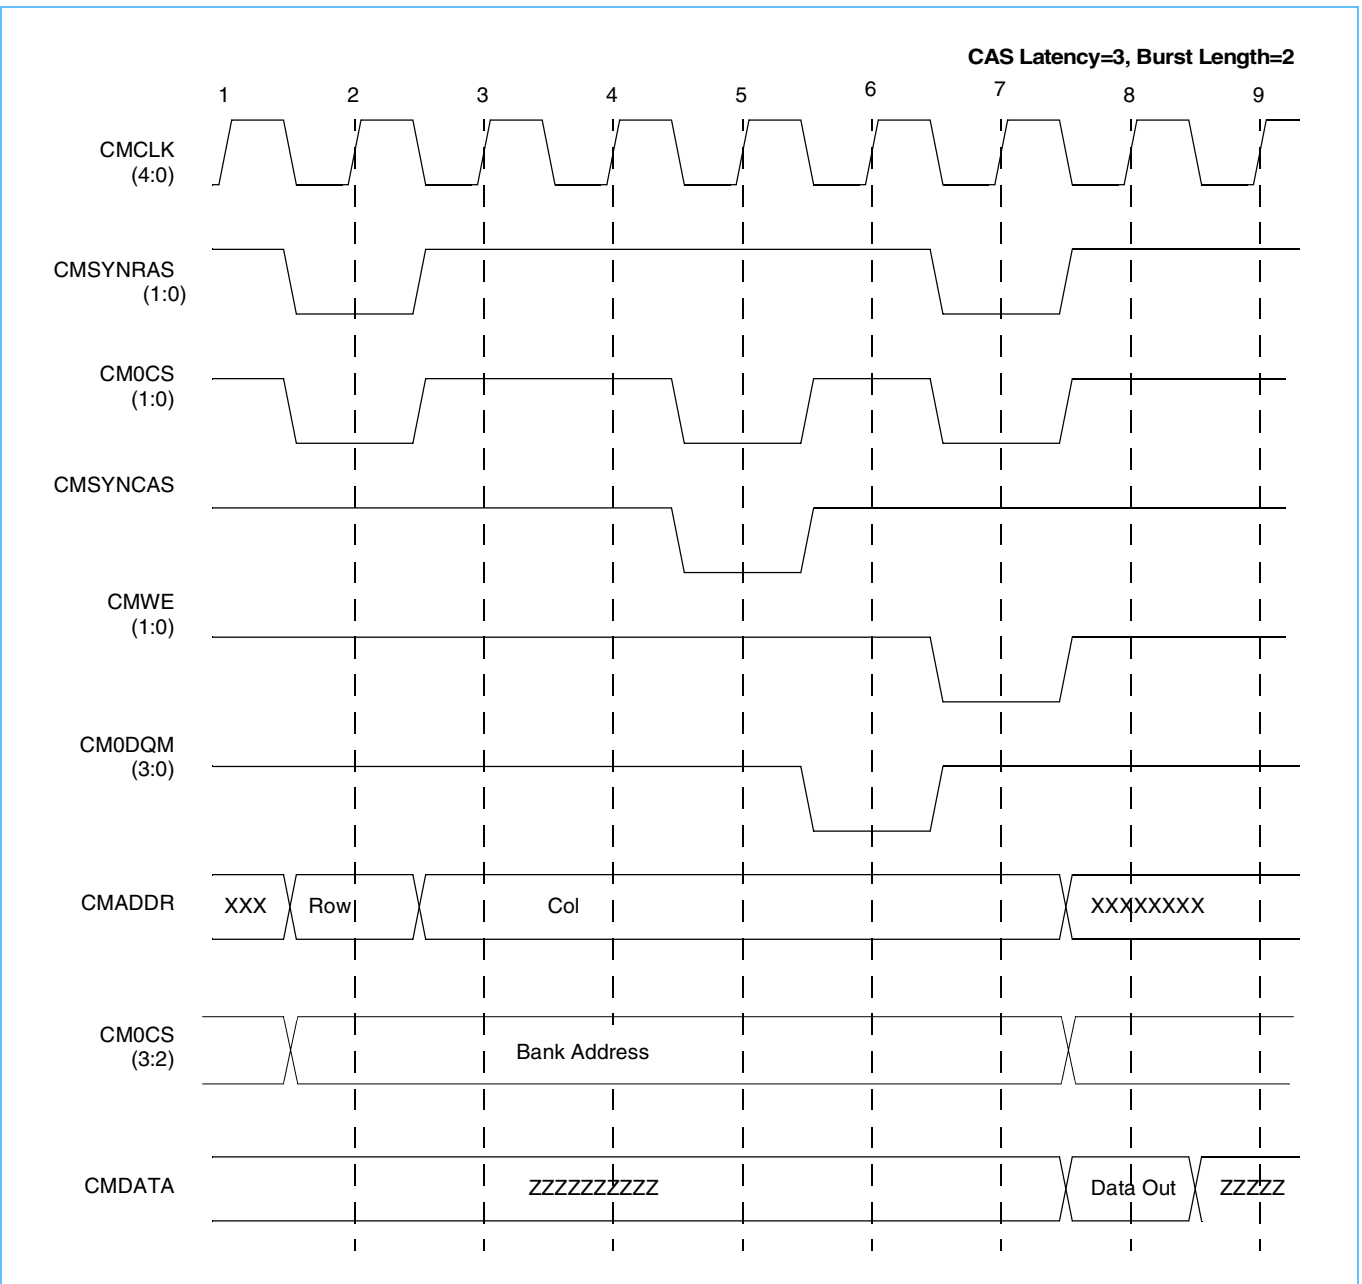 CAS Latency=3, Burst Length=2
1 2 3 4 5 6 7 8 9
CMCLK
(4:0)
CMSYNRAS
(1:0)
CM0CS
(1:0)
CMSYNCAS
CMWE
(1:0)
CM0DQM
(3:0)
CMADDR
XXX Row Col XXXXXXXX
CM0CS
(3:2)
Bank Address
CMDATA
ZZZZZZZZZZ Data Out ZZZZZ